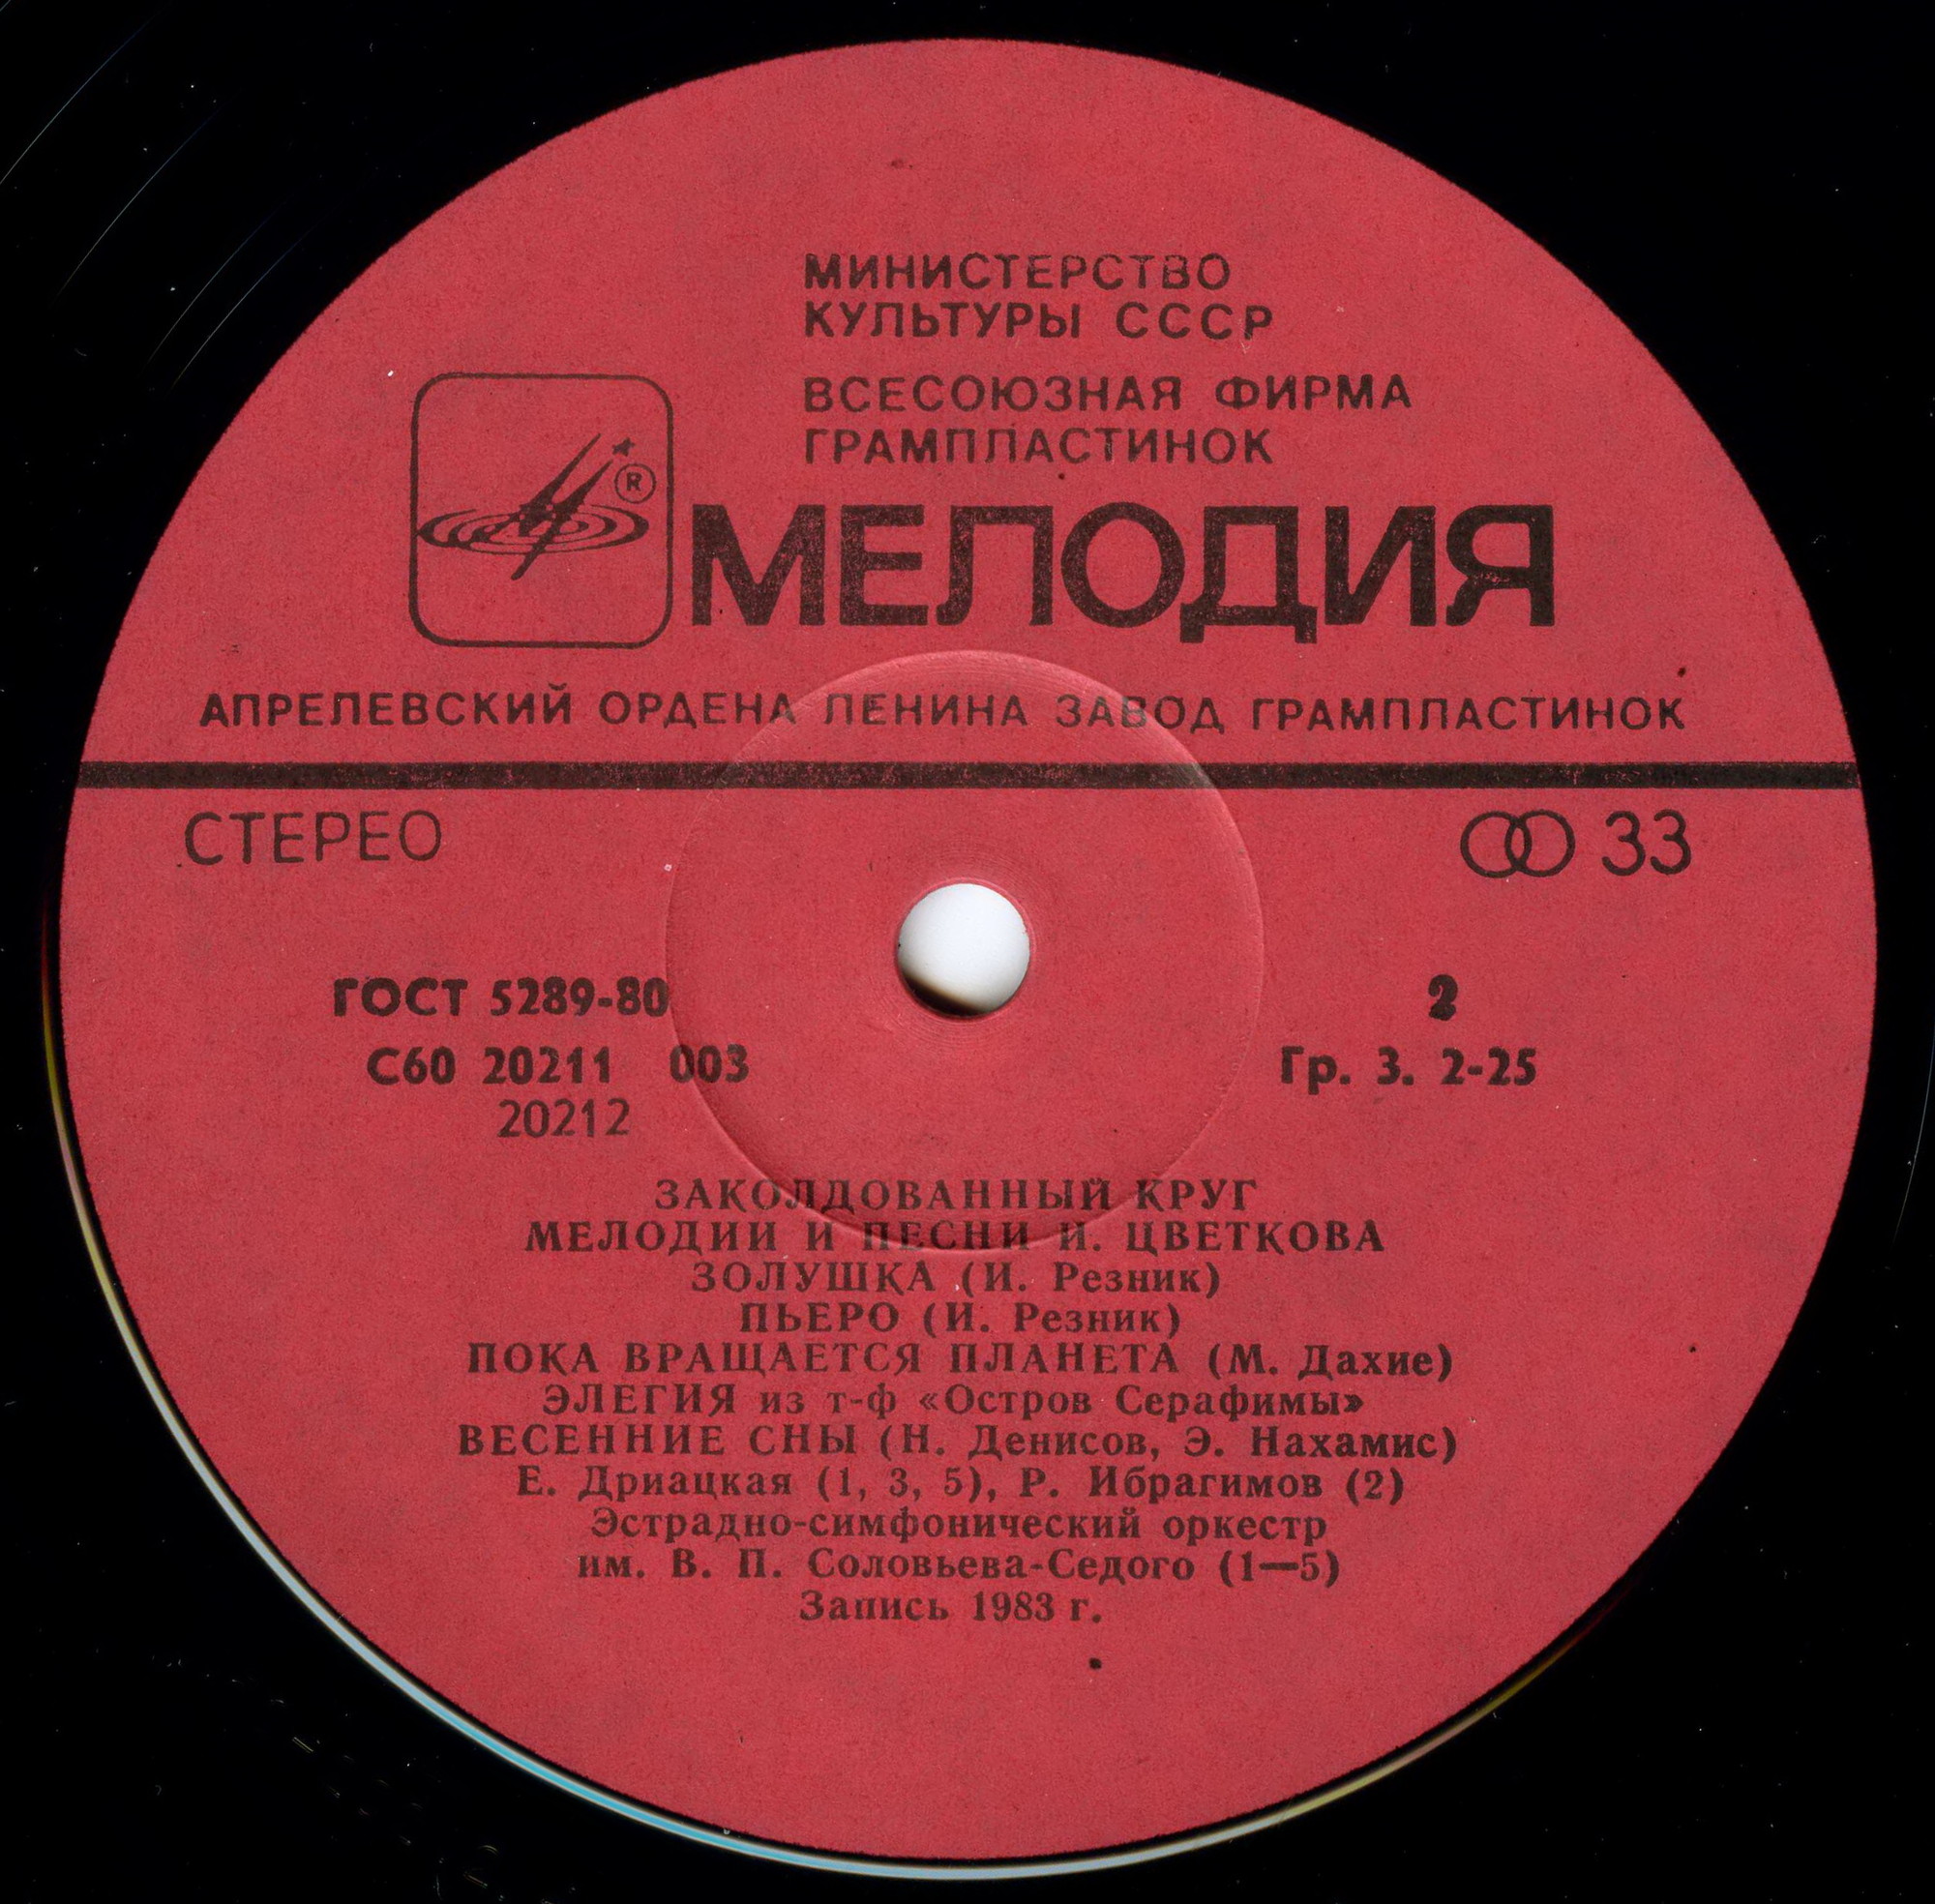 МИНИСТЕРСТВО
КУЛЬТУРЫ СССР
ВСЕСОЮЗНАЯ ФИРМА
ГРАМПЛАСТИНОК
®
МЕЛОДИЯ
АПРЕЛЕВСКИЙ ОРДЕНА ЛЕНИНА ЗАВОД ГРАМПЛАСТИНОК
СТЕРЕО 33
ГОСТ 5289-80 2
С60 20211 003 Гр. 3. 2-25
20212
ЗАКОЛДОВАННЫЙ КРУГ
МЕЛОДИИ И ПЕСНИ И. ЦВЕТКОВА
ЗОЛУШКА (И. Резник)
ПЬЕРО (И. Резник)
ПОКА ВРАЩАЕТСЯ ПЛАНЕТА (М. Дахие)
ЭЛЕГИЯ из т-ф «Остров Серафимы»
ВЕСЕННИЕ СНЫ (Н. Денисов, Э. Нахамис)
Е. Дриацкая (1, 3, 5), Р. Ибрагимов (2)
Эстрадно-симфонический оркестр
им. В. П. Соловьева-Седого (1—5)
Запись 1983 г.